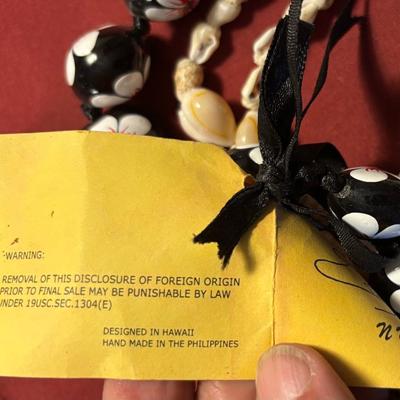 -WARNING:
REMOVAL OF THIS DISCLOSURE OF FOREIGN ORIGIN
PRIOR TO FINAL SALE MAY BE PUNISHABLE BY LAW
UNDER 19USC.SEC.1304(E)
DESIGNED IN HAWAII
HAND MADE IN THE PHILIPPINES